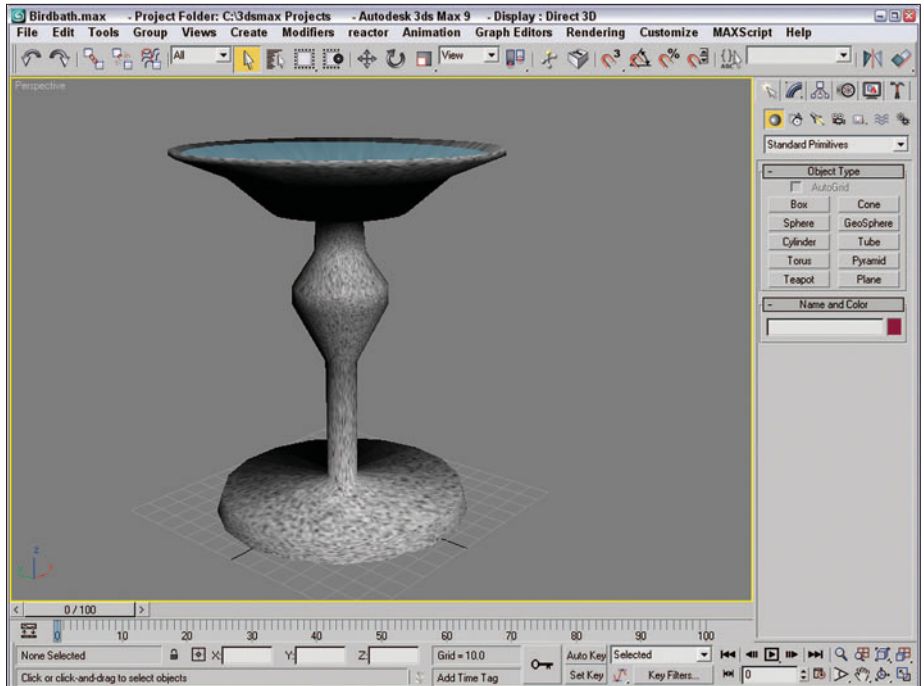 Birdbath.max - Project Folder: C:\3dsmax Projects - Autodesk 3ds Max 9 - Display : Direct 3D
File Edit Tools Group Views Create Modifiers reactor Animation Graph Editors Rendering Customize MAXScript Help
All View
Perspective
Standard Primitives
- Object Type
AutoGrid
Box Cone
Sphere GeoSphere
Cylinder Tube
Torus Pyramid
Teapot Plane
- Name and Color
z
< 0 / 100 >
0 10 20 30 40 50 60 70 80 90 100
None Selected X: Y: Z: Grid = 10.0 Auto Key Selected
Click or click-and-drag to select objects Add Time Tag Set Key Key Filters... 0